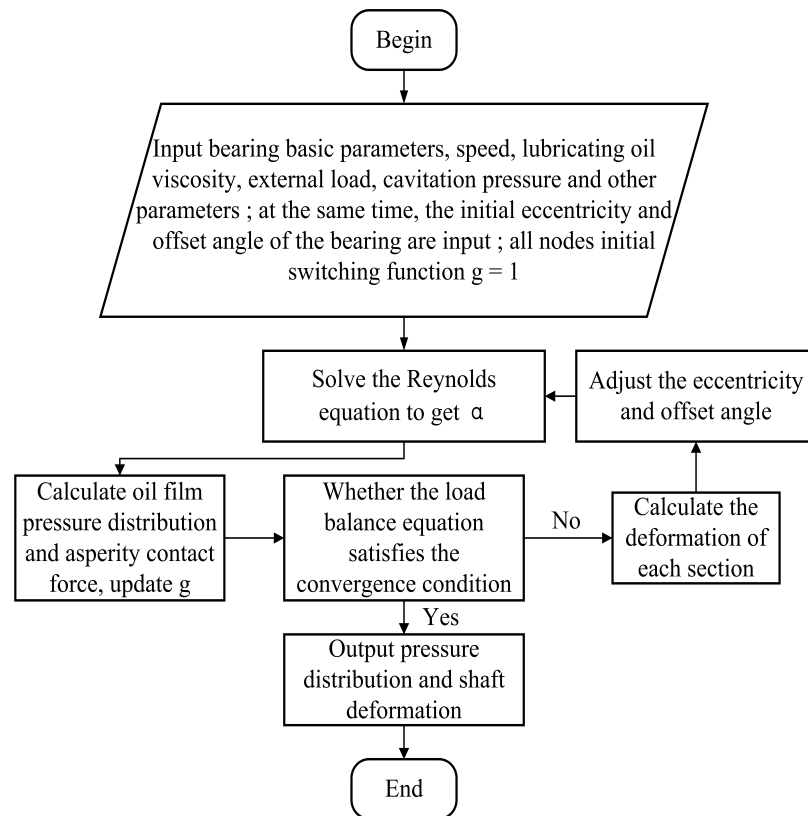 Begin
Input bearing basic parameters, speed, lubricating oil
viscosity, external load, cavitation pressure and other
parameters ; at the same time, the initial eccentricity and
offset angle of the bearing are input ; all nodes initial
switching function g = 1
Solve the Reynolds
equation to get α
Adjust the eccentricity
and offset angle
Calculate oil film
pressure distribution
and asperity contact
force, update g
Whether the load
balance equation
satisfies the
convergence condition
No
Calculate the
deformation of
each section
Yes
Output pressure
distribution and shaft
deformation
End